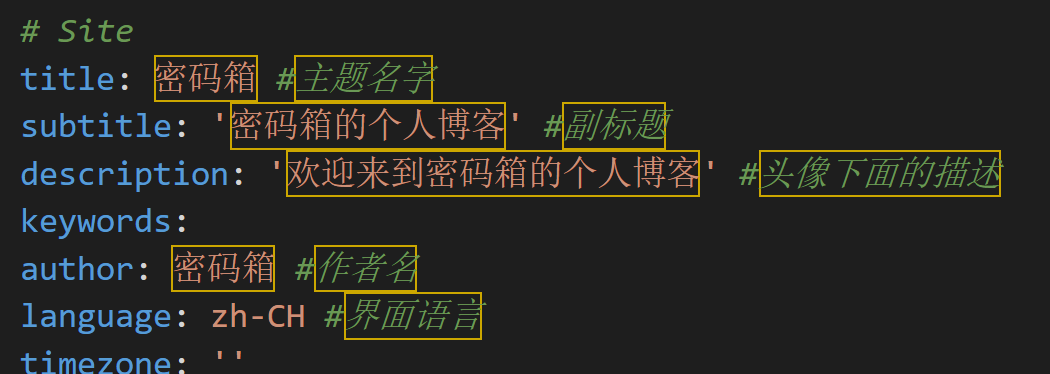 # Site
title: 密码箱 #主题名字
subtitle: '密码箱的个人博客' #副标题
description: '欢迎来到密码箱的个人博客' #头像下面的描述
keywords:
author: 密码箱 #作者名
language: zh-CH #界面语言
timezone: ''